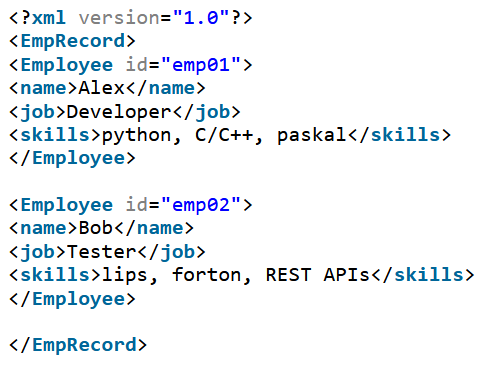 <?xml version="1.0"?>
<EmpRecord>
<Employee id="emp01">
<name>Alex</name>
<job>Developer</job>
<skills>python, C/C++, paskal</skills>
</Employee>
<Employee id="emp02">
<name>Bob</name>
<job>Tester</job>
<skills>lips, forton, REST APIs</skills>
</Employee>
</EmpRecord>